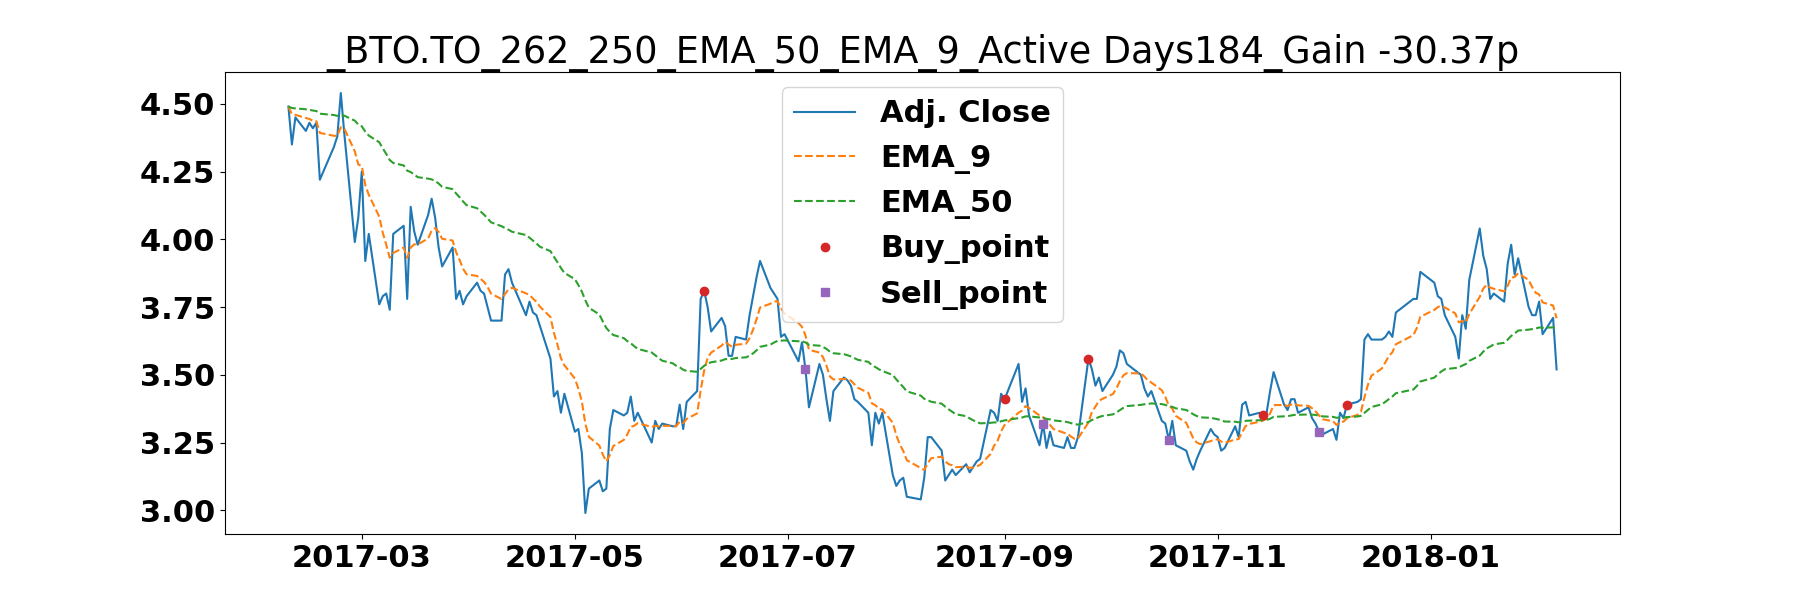 _BTO.TO_262_250_EMA_50_EMA_9_Active Days184_Gain -30.37p
4.50
4.25
4.00
3.75
3.50
3.25
3.00
Adj. Close
EMA_9
EMA_50
Buy_point
Sell_point
2017-03 2017-05 2017-07 2017-09 2017-11 2018-01